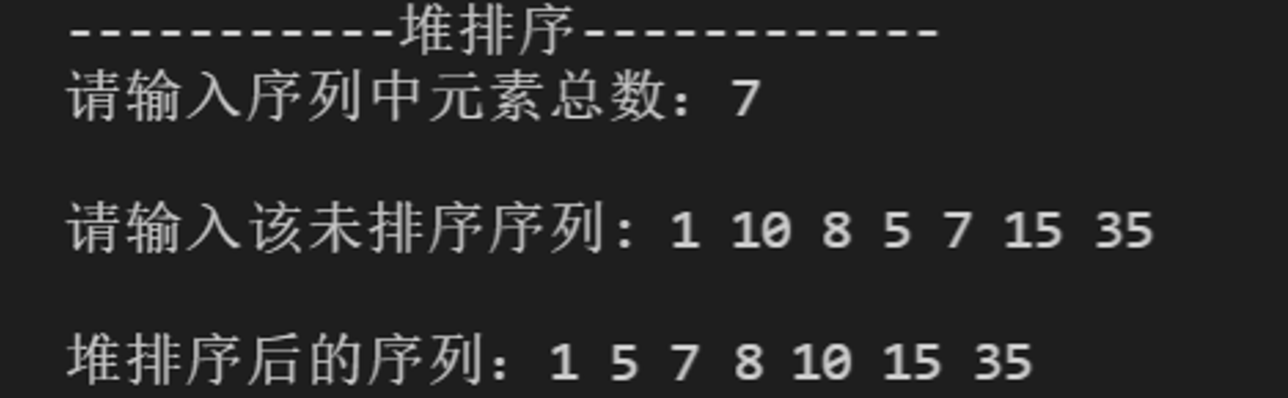 -----------堆排序------------
请输入序列中元素总数：7
请输入该未排序序列：1 10 8 5 7 15 35
堆排序后的序列：1 5 7 8 10 15 35